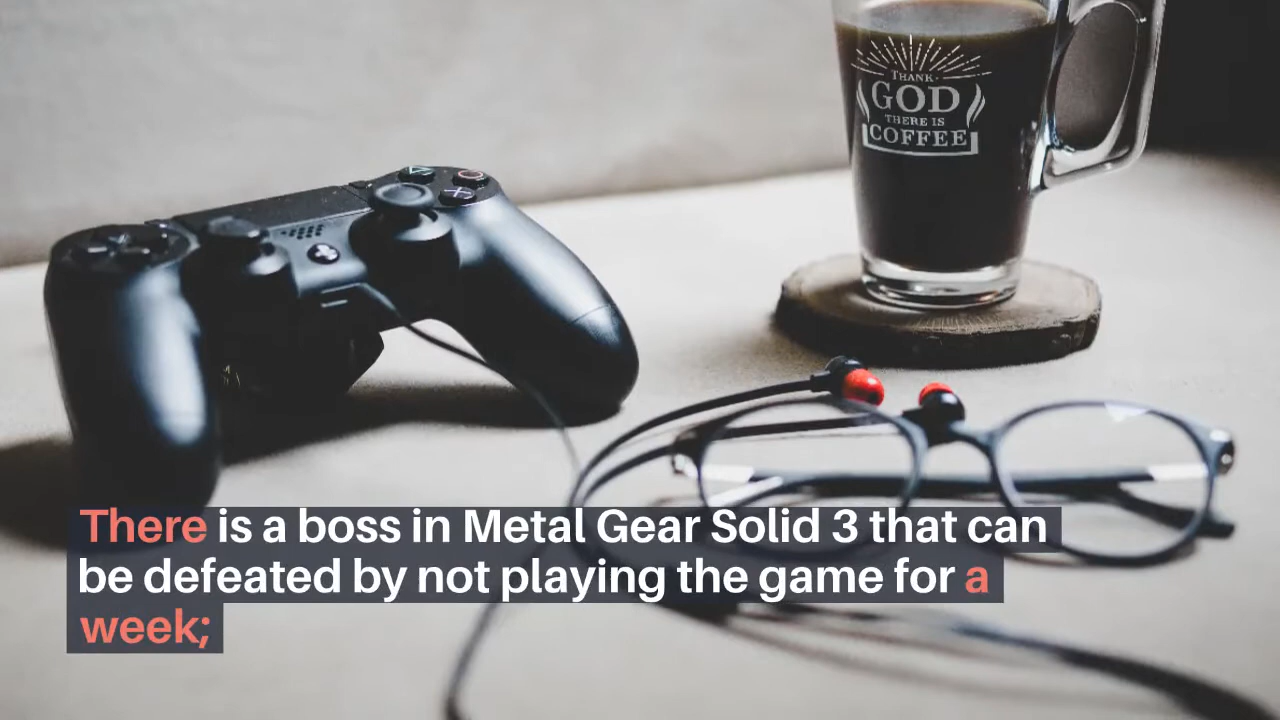 THANK
GOD
THERE IS
COFFEE
There is a boss in Metal Gear Solid 3 that can
be defeated by not playing the game for a
week;